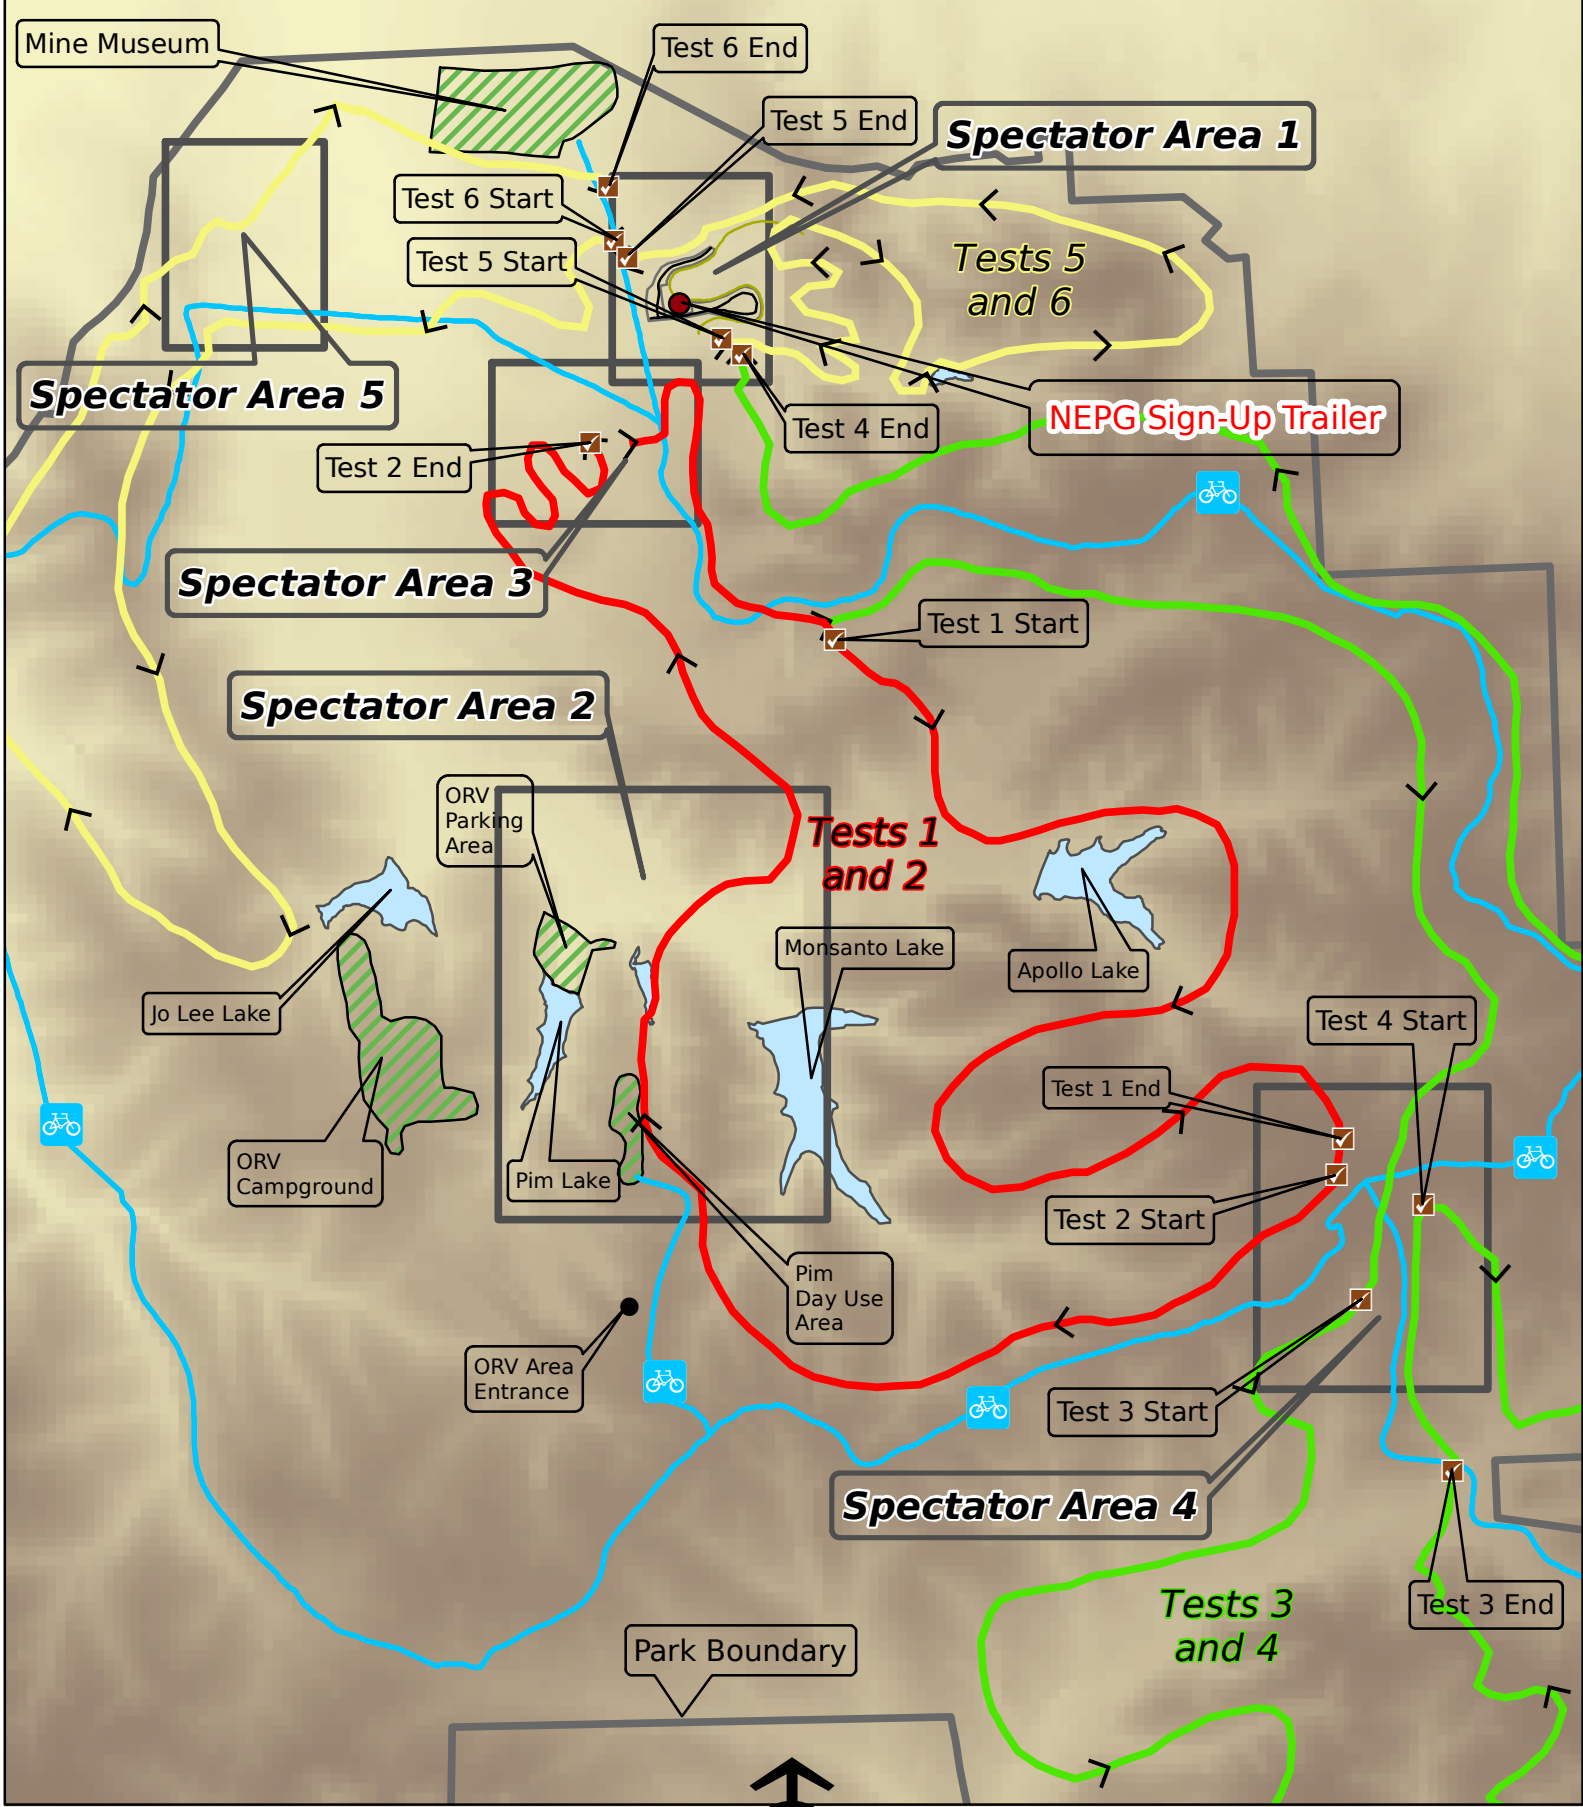 Mine Museum
Test 6 End
Test 5 End
Spectator Area 1
Test 6 Start
Test 5 Start
Tests 5
and 6
Spectator Area 5
NEPG Sign-Up Trailer
Test 4 End
Test 2 End
Spectator Area 3
Test 1 Start
Spectator Area 2
ORV
Parking
Area
Tests 1
and 2
Monsanto Lake
Apollo Lake
Jo Lee Lake
Test 4 Start
Test 1 End
ORV
Campground
Pim Lake
Test 2 Start
Pim
Day Use
Area
ORV Area
Entrance
Test 3 Start
Spectator Area 4
Tests 3
and 4
Test 3 End
Park Boundary